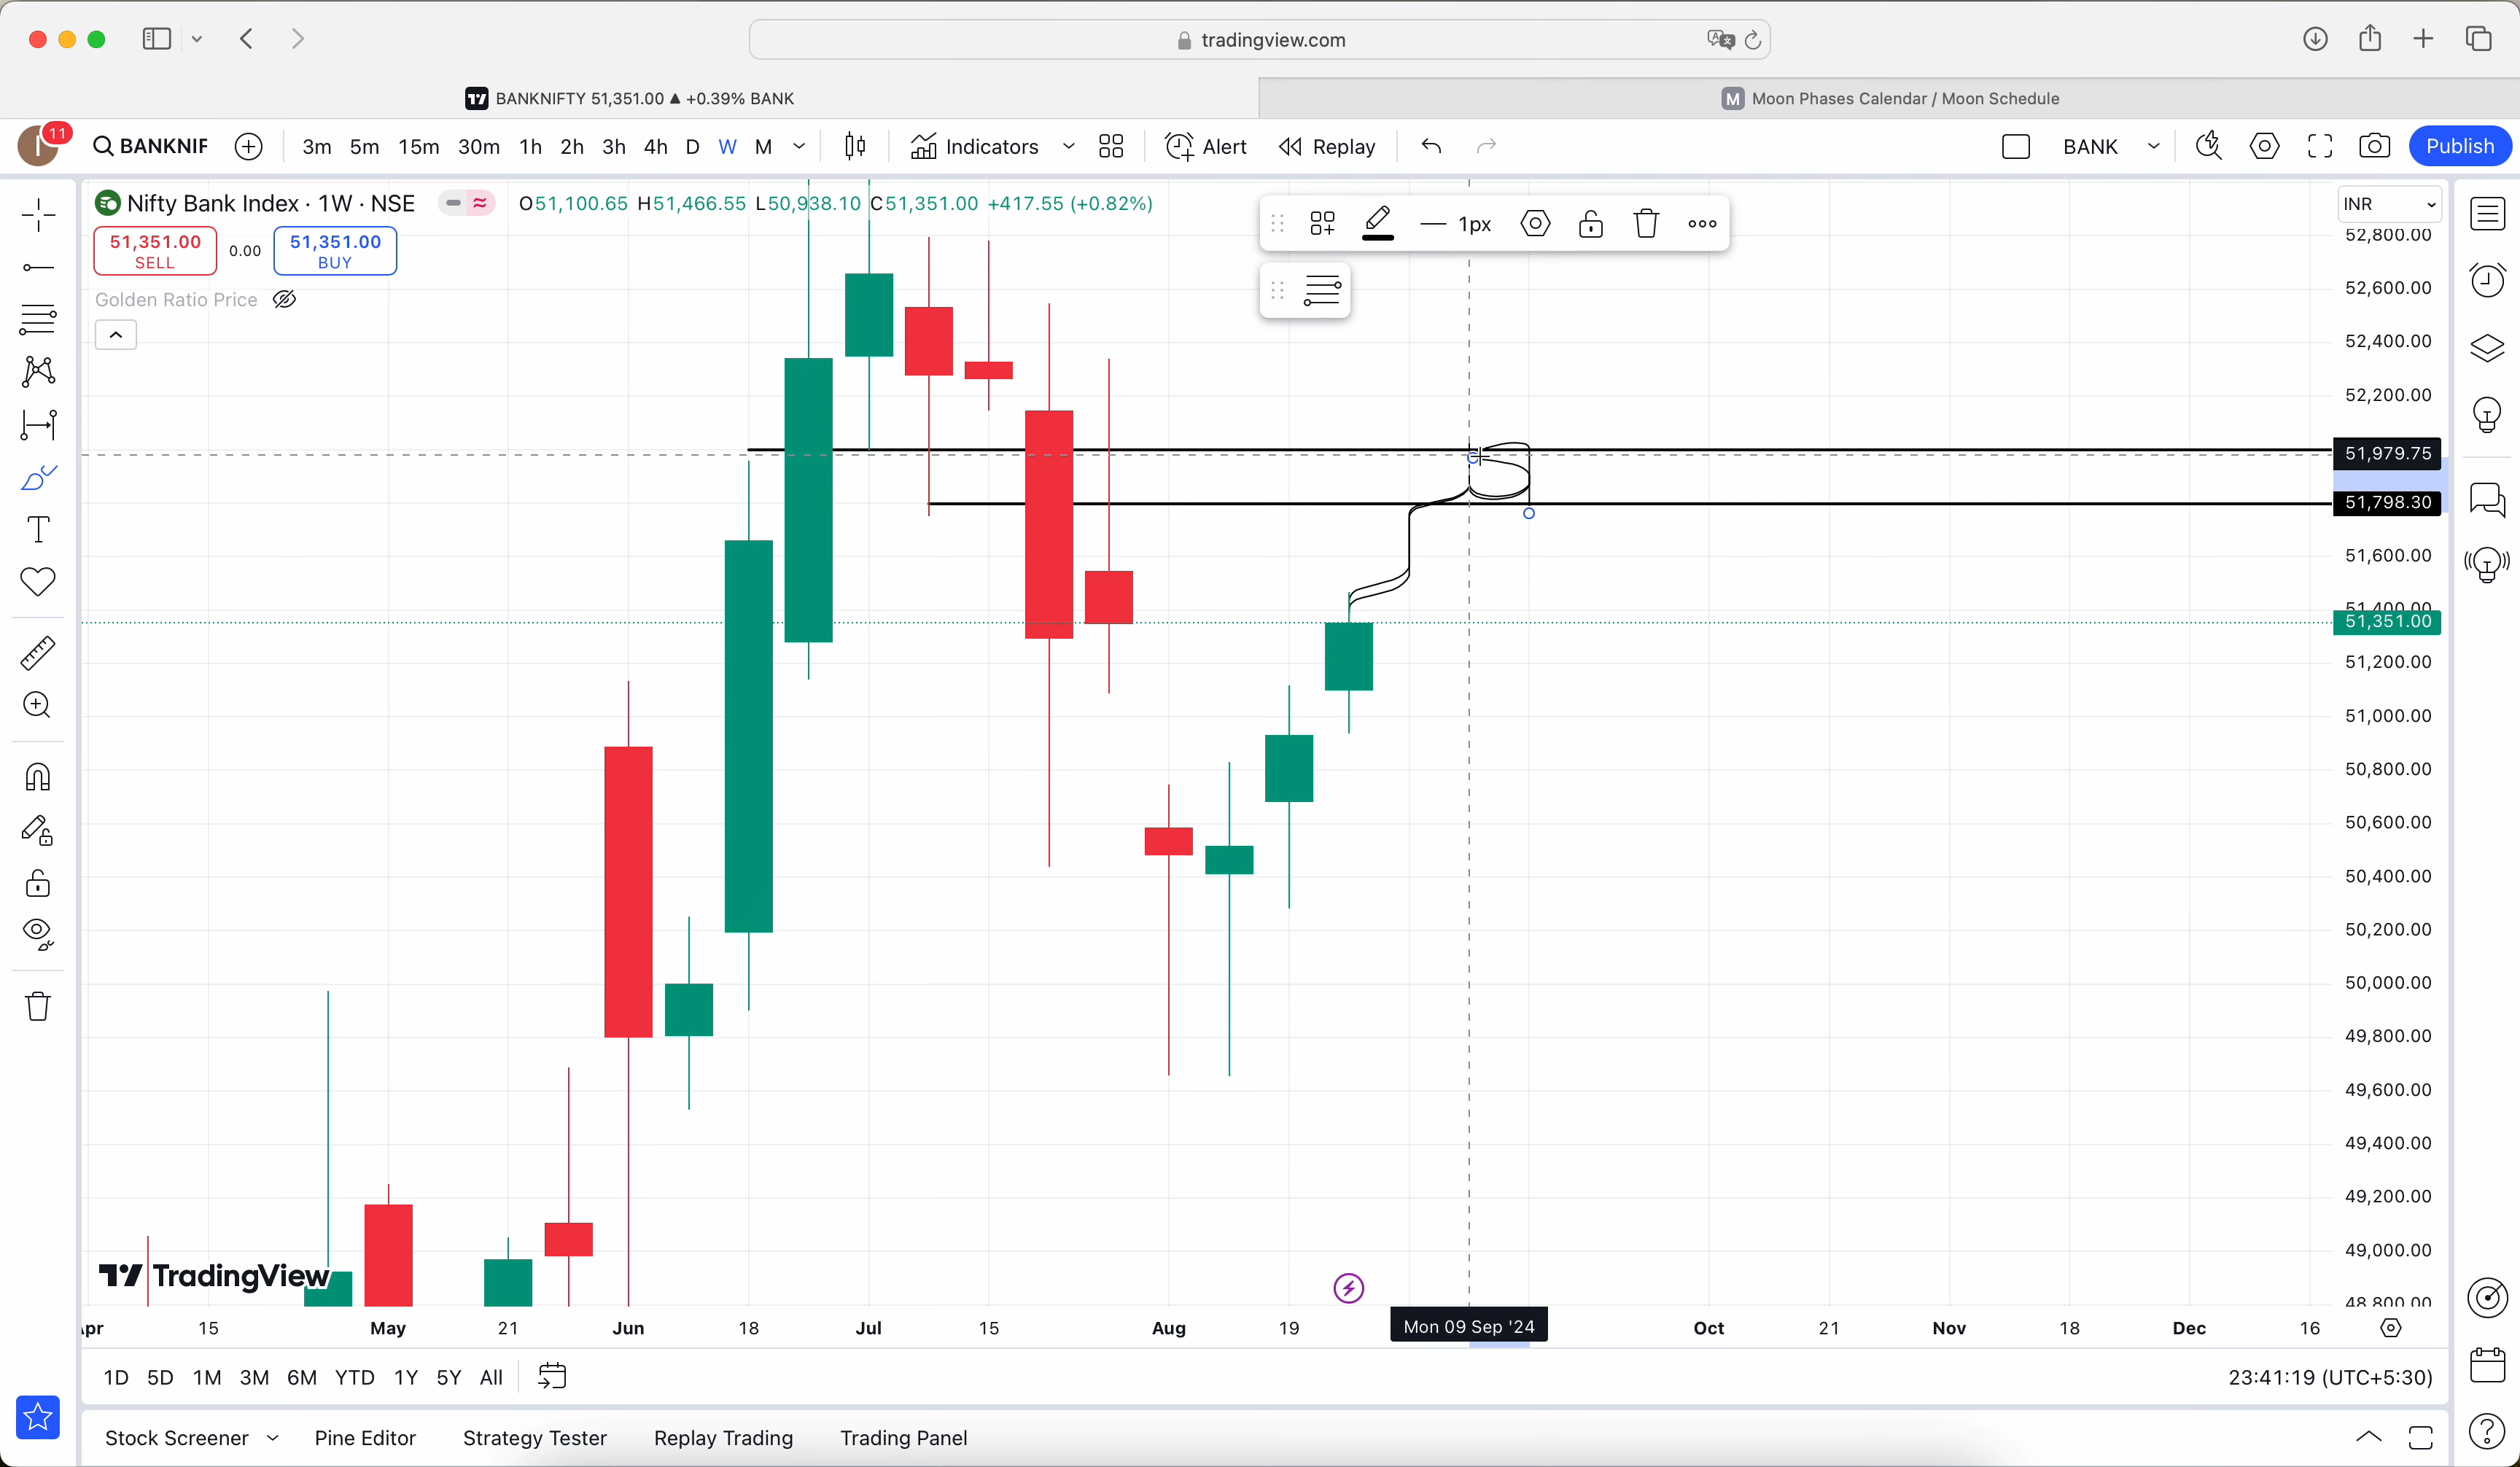 tradingview.com
BANKNIFTY 51,351.00 ▲ +0.39% BANK
M Moon Phases Calendar / Moon Schedule
11
BANKNIF 3m 5m 15m 30m 1h 2h 3h 4h D W M Indicators Alert Replay BANK Publish
Nifty Bank Index · 1W · NSE O51,100.65 H51,466.55 L50,938.10 C51,351.00 +417.55 (+0.82%)
INR
1px
51,351.00 SELL
0.00
51,351.00 BUY
Golden Ratio Price
52,800.00
52,600.00
52,400.00
52,200.00
51,979.75
51,798.30
51,600.00
51,400.00
51,351.00
51,200.00
51,000.00
50,800.00
50,600.00
50,400.00
50,200.00
50,000.00
49,800.00
49,600.00
49,400.00
49,200.00
49,000.00
48,800.00
TradingView
Apr 15 May 21 Jun 18 Jul 15 Aug 19 Mon 09 Sep '24 Oct 21 Nov 18 Dec 16
1D 5D 1M 3M 6M YTD 1Y 5Y All 23:41:19 (UTC+5:30)
Stock Screener Pine Editor Strategy Tester Replay Trading Trading Panel